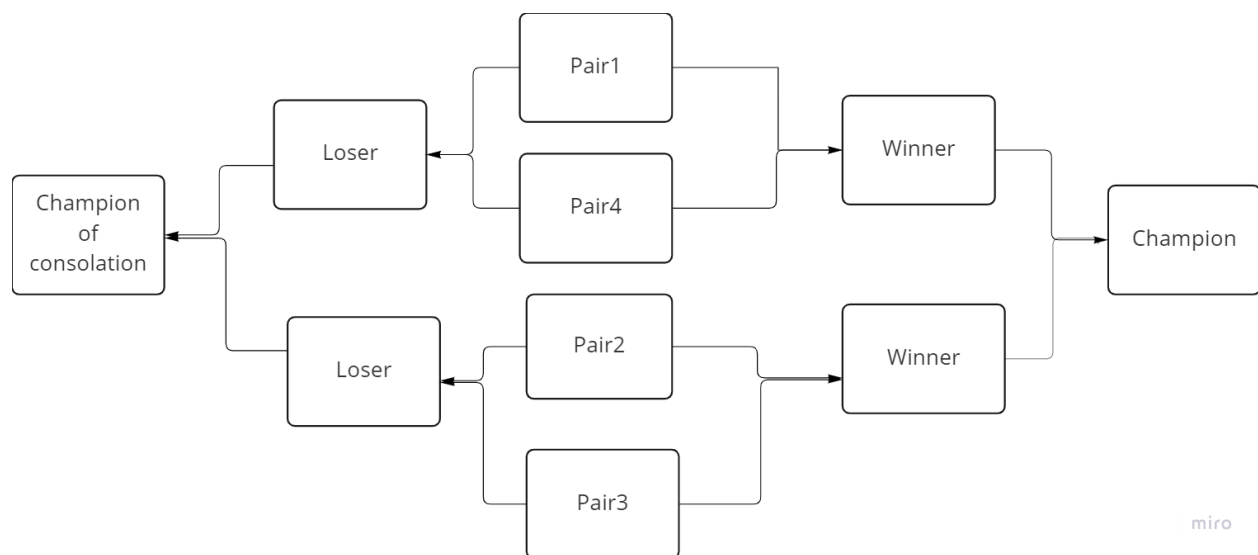 Pair1
Loser
Winner
Pair4
Champion
of
consolation
Champion
Pair2
Loser
Winner
Pair3
miro